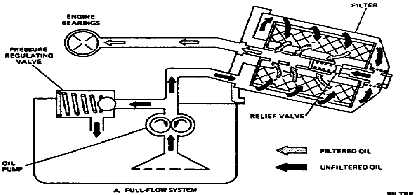 ENGINE
BEARINGS
FILTER
PRESSURE
REGULATING
VALVE
RELIEF VALVE
OIL
PUMP
FILTERED OIL
UNFILTERED OIL
A. FULL-FLOW SYSTEM